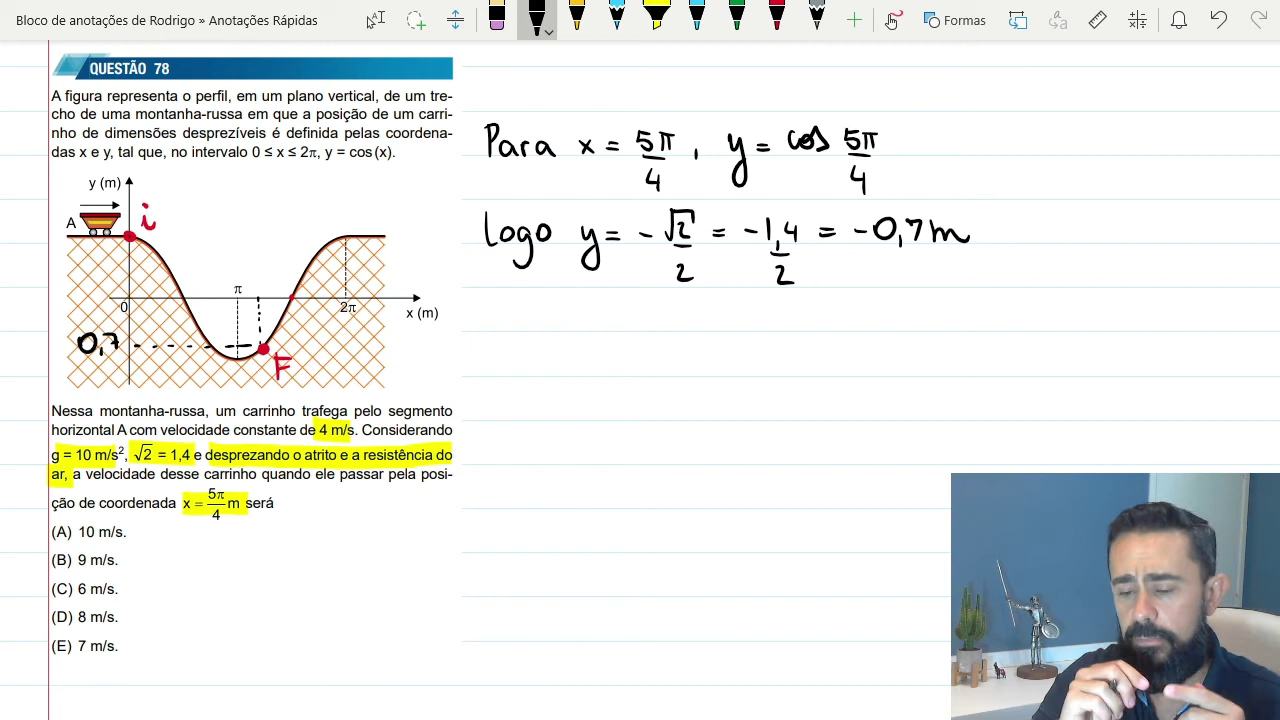 Bloco de anotações de Rodrigo » Anotações Rápidas
Formas
QUESTÃO 78
A figura representa o perfil, em um plano vertical, de um tre-
cho de uma montanha-russa em que a posição de um carri-
nho de dimensões desprezíveis é definida pelas coordena-
das x e y, tal que, no intervalo 0 ≤ x ≤ 2π, y = cos (x).
y (m)
A
i
π
0
2π
x (m)
0,7
F
Nessa montanha-russa, um carrinho trafega pelo segmento
horizontal A com velocidade constante de 4 m/s. Considerando
g = 10 m/s², √2 = 1,4 e desprezando o atrito e a resistência do
ar, a velocidade desse carrinho quando ele passar pela posi-
ção de coordenada x = 5π/4 m será
(A) 10 m/s.
(B) 9 m/s.
(C) 6 m/s.
(D) 8 m/s.
(E) 7 m/s.
Para x = 5π/4, y = cos 5π/4
Logo y = -√2/2 = -1,4/2 = -0,7m